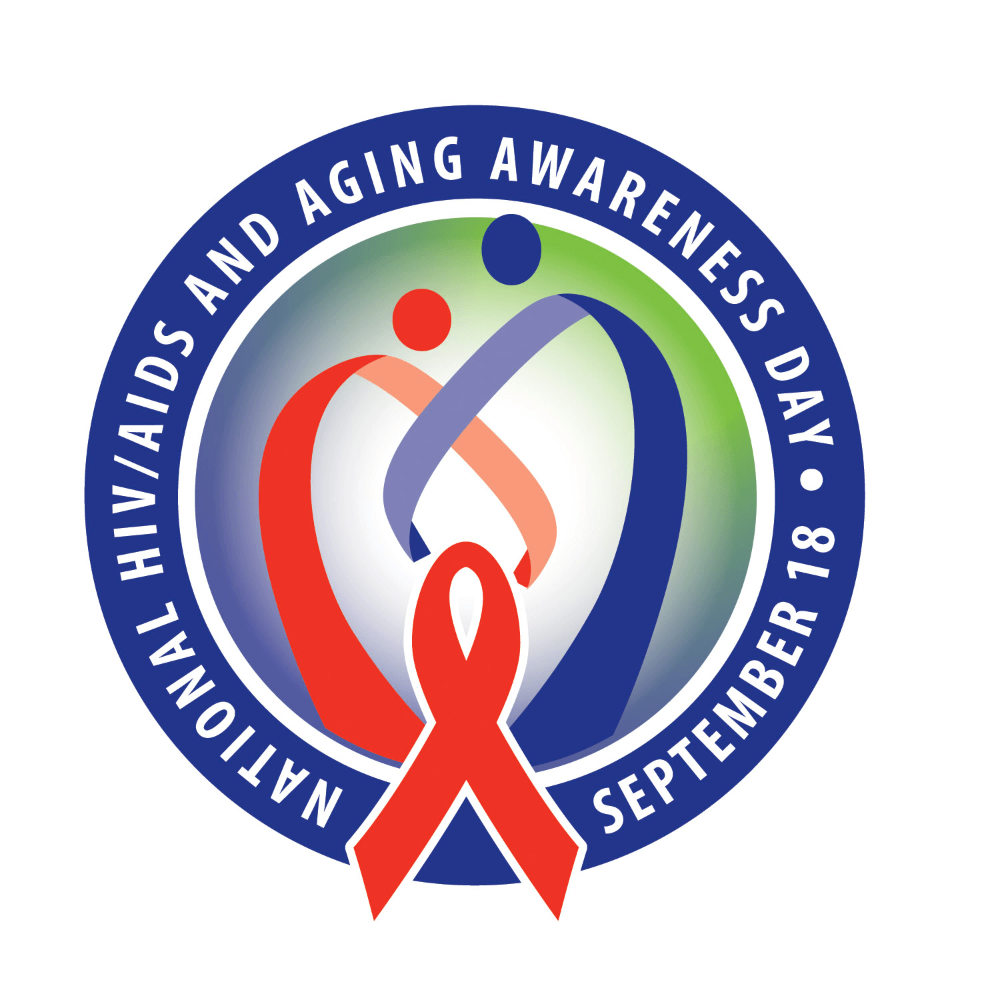 NATIONAL HIV/AIDS AND AGING AWARENESS DAY • SEPTEMBER 18